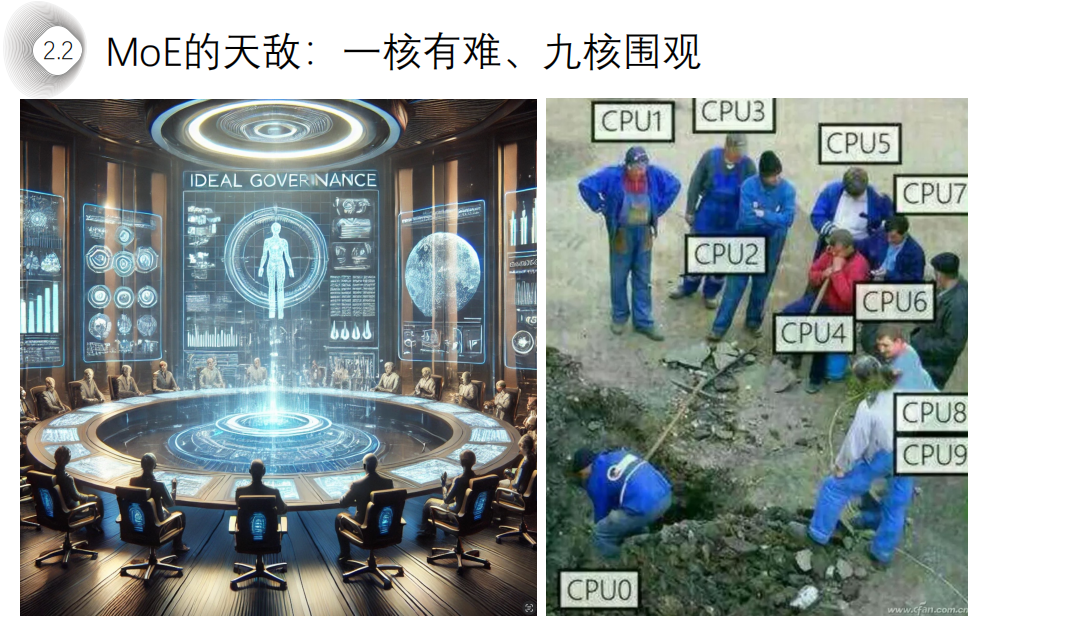 2.2
MoE的天敌：一核有难、九核围观
IDEAL GOVERNANCE
CPU1
CPU3
CPU5
CPU7
CPU2
CPU6
CPU4
CPU8
CPU9
CPU0
www.cfan.com.cn